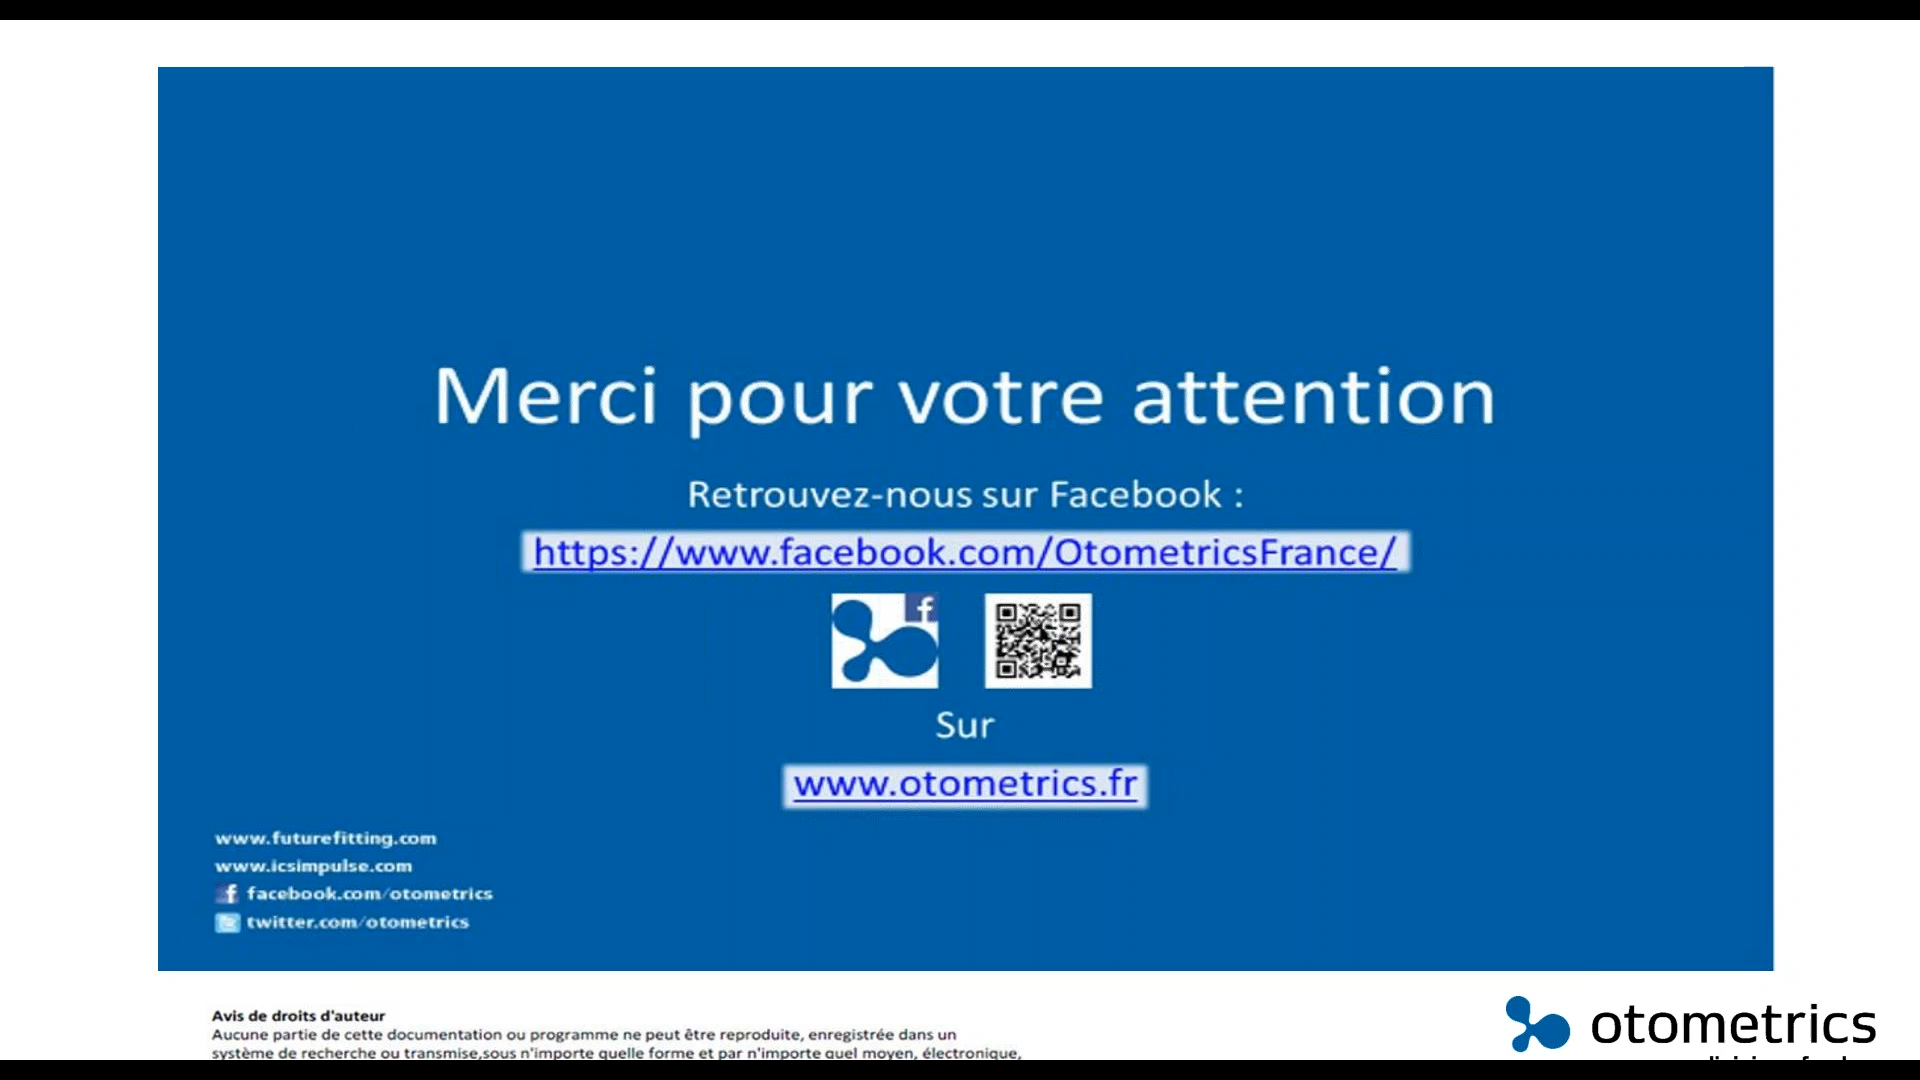 Merci pour votre attention
Retrouvez-nous sur Facebook :
https://www.facebook.com/OtometricsFrance/
Sur
www.otometrics.fr
www.futurefitting.com
www.icsimpulse.com
facebook.com/otometrics
twitter.com/otometrics
Avis de droits d'auteur
Aucune partie de cette documentation ou programme ne peut être reproduite, enregistrée dans un
système de recherche ou transmise,sous n'importe quelle forme et par n'importe quel moyen, électronique,
otometrics